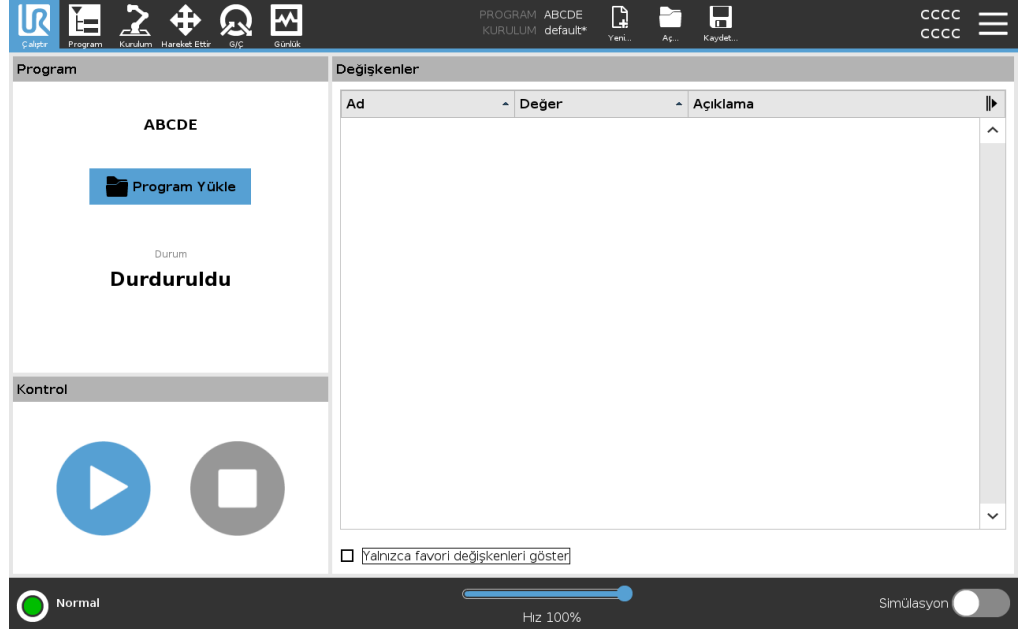 Çalıştır
Program
Kurulum
Hareket Ettir
G/Ç
Günlük
PROGRAM ABCDE
KURULUM default*
Yeni...
Aç...
Kaydet...
CCCC
CCCC
Program
ABCDE
Program Yükle
Durum
Durduruldu
Kontrol
Değişkenler
Ad
Değer
Açıklama
Yalnızca favori değişkenleri göster
Normal
Hız 100%
Simülasyon